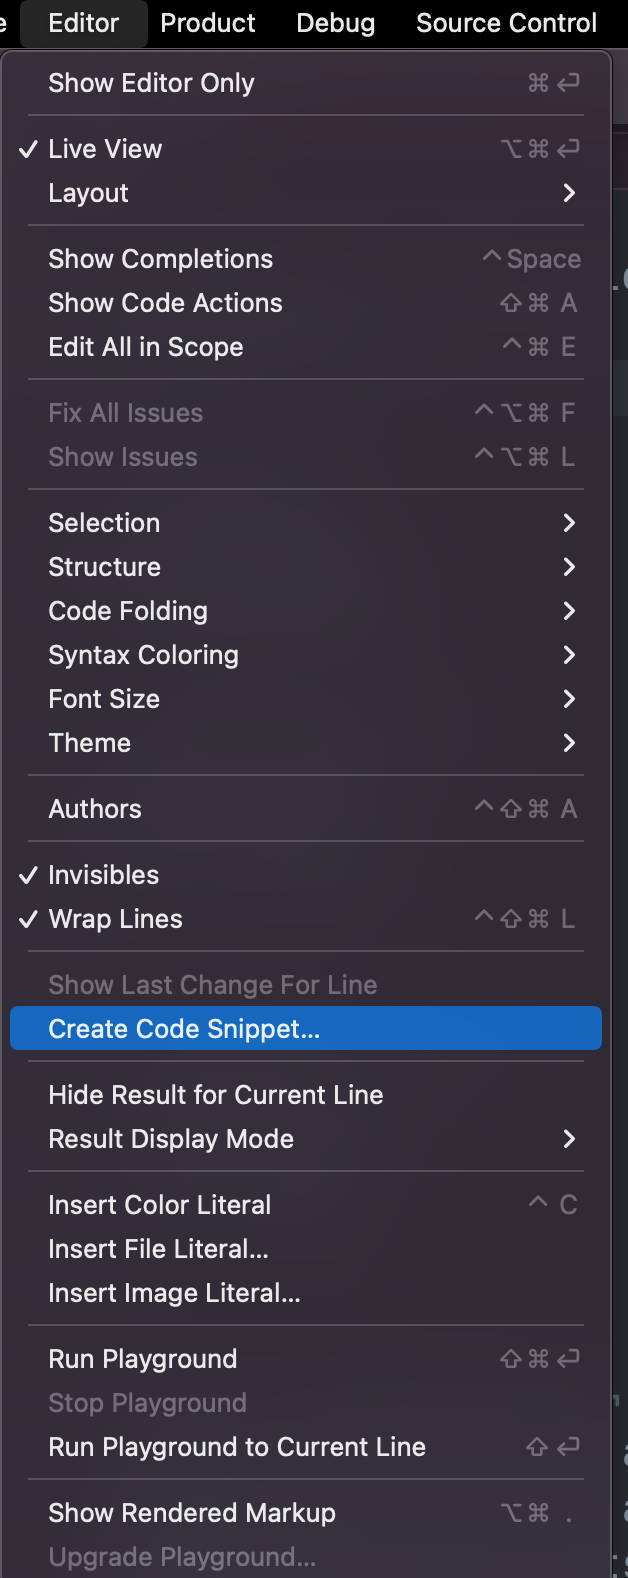 Editor Product Debug Source Control
Show Editor Only ⌘↩
✓ Live View ⌥⌘↩
Layout >
Show Completions ^Space
Show Code Actions ⇧⌘A
Edit All in Scope ^⌘E
Fix All Issues ^⌥⌘F
Show Issues ^⌥⌘L
Selection >
Structure >
Code Folding >
Syntax Coloring >
Font Size >
Theme >
Authors ^⇧⌘A
✓ Invisibles
✓ Wrap Lines ^⇧⌘L
Show Last Change For Line
Create Code Snippet...
Hide Result for Current Line
Result Display Mode >
Insert Color Literal ^C
Insert File Literal...
Insert Image Literal...
Run Playground ⇧⌘↩
Stop Playground
Run Playground to Current Line ⇧↩
Show Rendered Markup ⌥⌘.
Upgrade Playground...